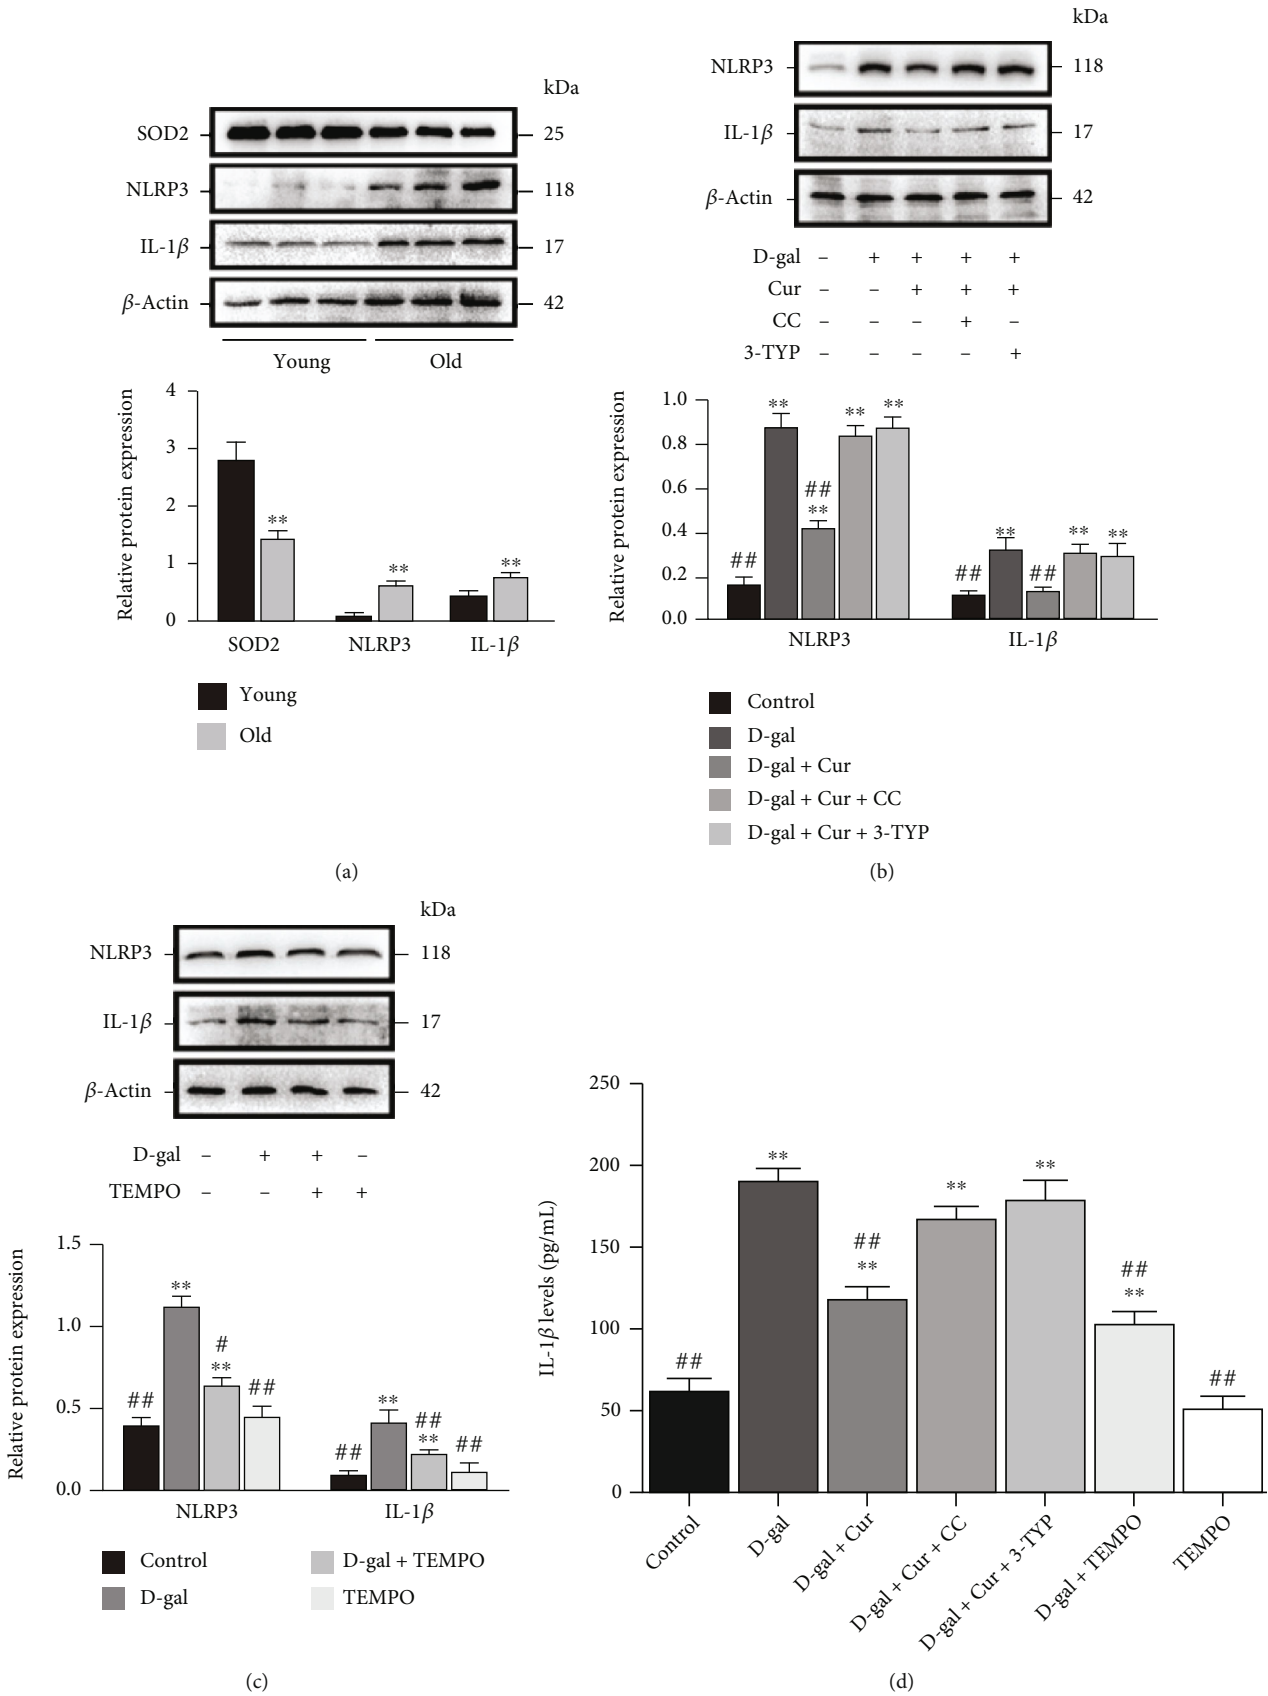 kDa
SOD2 25
NLRP3 118
IL-1β 17
β-Actin 42
Young Old
Relative protein expression
4
3
2
1
0
** ** **
SOD2 NLRP3 IL-1β
Young
Old
(a)
kDa
NLRP3 118
IL-1β 17
β-Actin 42
D-gal – + + + +
Cur – – + + +
CC – – – + –
3-TYP – – – – +
Relative protein expression
1.0
0.8
0.6
0.4
0.2
0.0
## ** ## ** ** ** ## ** ## ** **
NLRP3 IL-1β
Control
D-gal
D-gal + Cur
D-gal + Cur + CC
D-gal + Cur + 3-TYP
(b)
kDa
NLRP3 118
IL-1β 17
β-Actin 42
D-gal – + + –
TEMPO – – + +
Relative protein expression
1.5
1.0
0.5
0.0
## ** # ** ## ## ** ## ** ##
NLRP3 IL-1β
Control
D-gal
D-gal + TEMPO
TEMPO
(c)
IL-1β levels (pg/mL)
250
200
150
100
50
0
## ** ## ** ** ** ## ** ##
Control
D-gal
D-gal + Cur
D-gal + Cur + CC
D-gal + Cur + 3-TYP
D-gal + TEMPO
TEMPO
(d)